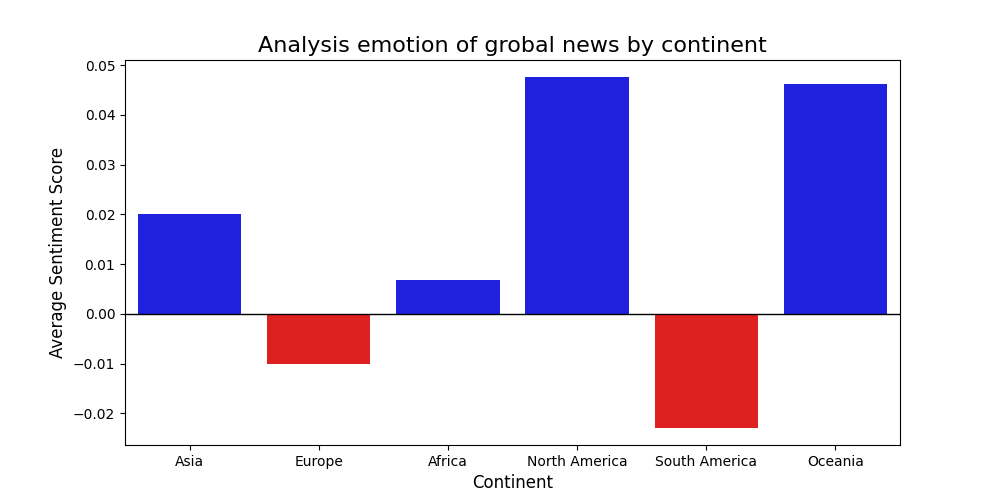 Analysis emotion of grobal news by continent
0.05
0.04
0.03
0.02
0.01
0.00
−0.01
−0.02
Average Sentiment Score
Asia Europe Africa North America South America Oceania
Continent